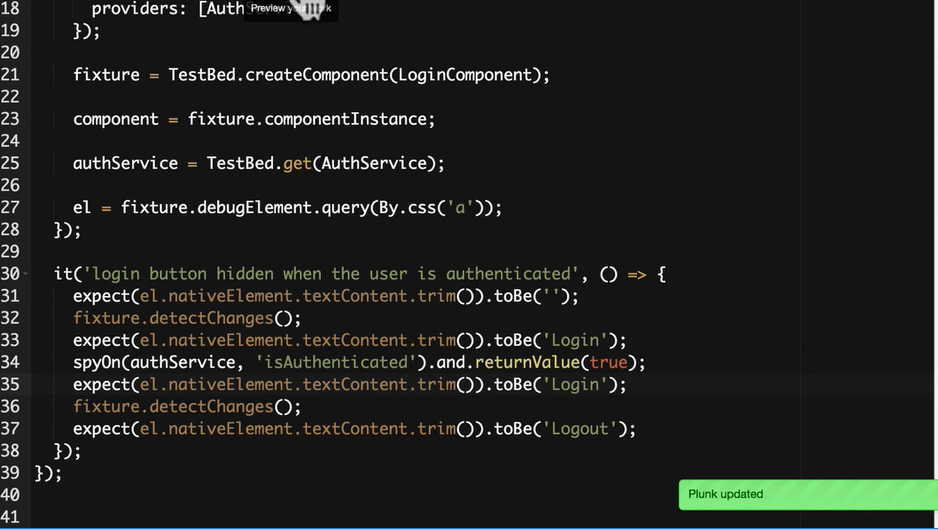 18 providers: [Auth
Preview your work
19 });
20
21 fixture = TestBed.createComponent(LoginComponent);
22
23 component = fixture.componentInstance;
24
25 authService = TestBed.get(AuthService);
26
27 el = fixture.debugElement.query(By.css('a'));
28 });
29
30 it('login button hidden when the user is authenticated', () => {
31 expect(el.nativeElement.textContent.trim()).toBe('');
32 fixture.detectChanges();
33 expect(el.nativeElement.textContent.trim()).toBe('Login');
34 spyOn(authService, 'isAuthenticated').and.returnValue(true);
35 expect(el.nativeElement.textContent.trim()).toBe('Login');
36 fixture.detectChanges();
37 expect(el.nativeElement.textContent.trim()).toBe('Logout');
38 });
39 });
40
Plunk updated
41